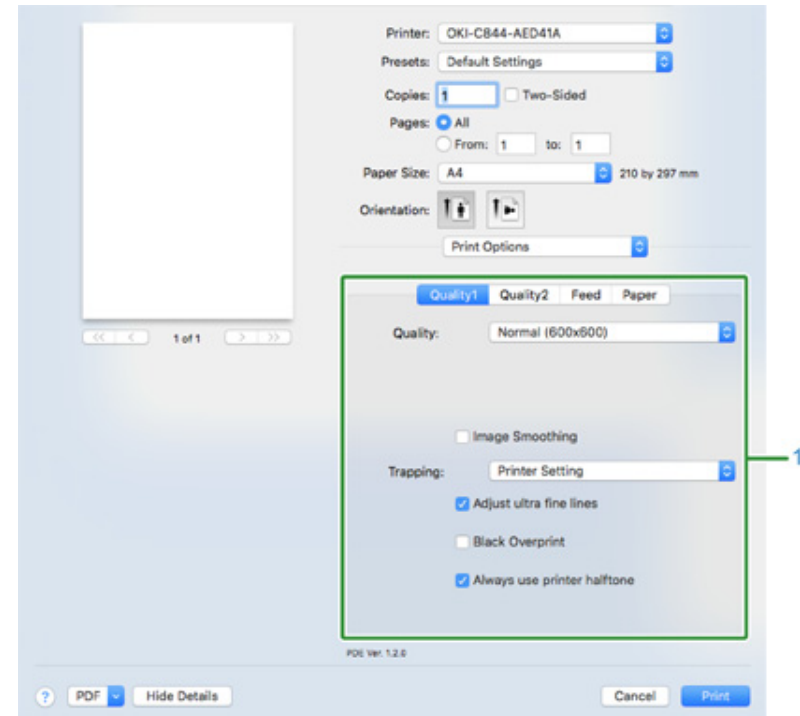 Printer: OKI-C844-AED41A
Presets: Default Settings
Copies: 1 Two-Sided
Pages: All
From: 1 to: 1
Paper Size: A4 210 by 297 mm
Orientation:
Print Options
Quality1 Quality2 Feed Paper
<< < 1 of 1 > >>
Quality: Normal (600x600)
Image Smoothing
1
Trapping: Printer Setting
Adjust ultra fine lines
Black Overprint
Always use printer halftone
PDE Ver. 1.2.0
? PDF Hide Details Cancel Print